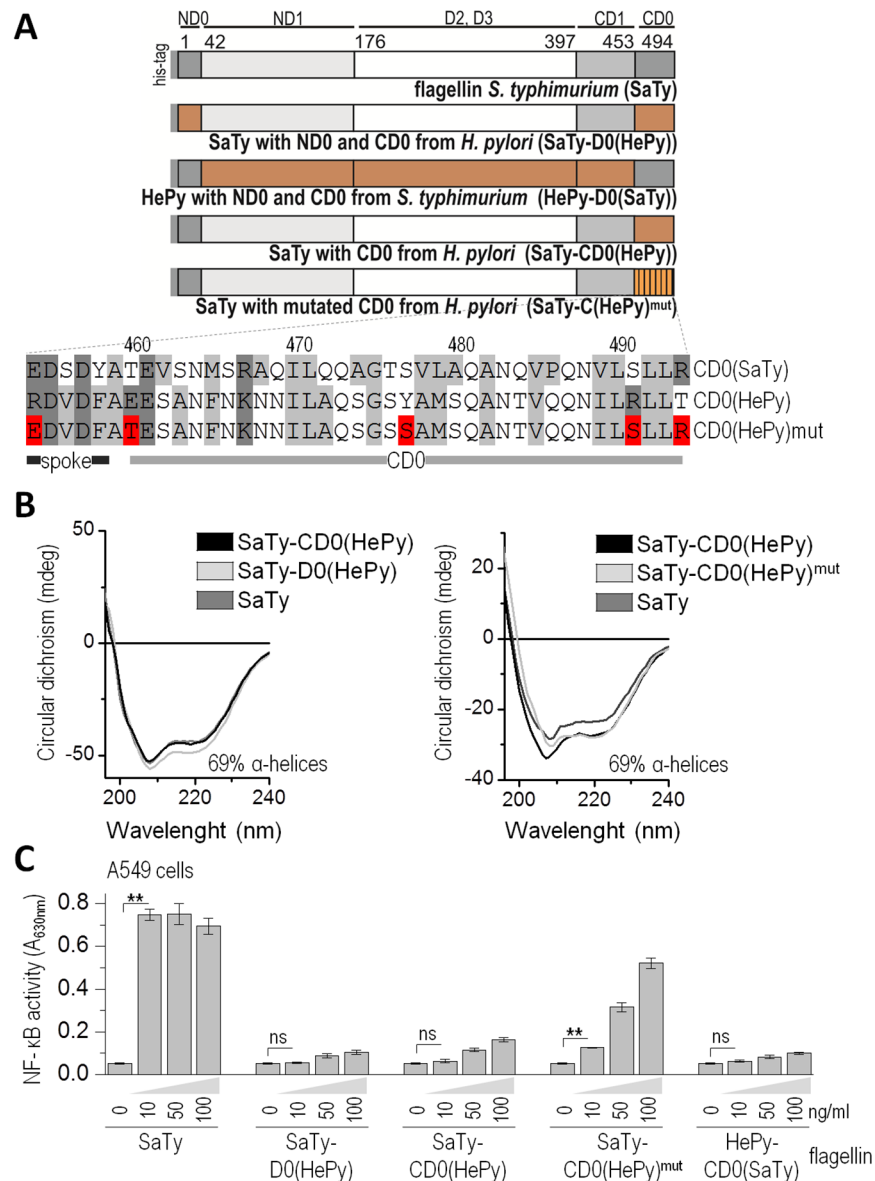 A
ND0 ND1 D2, D3 CD1 CD0
1 42 176 397 453 494
his-tag
flagellin S. typhimurium (SaTy)
SaTy with ND0 and CD0 from H. pylori (SaTy-D0(HePy))
HePy with ND0 and CD0 from S. typhimurium (HePy-D0(SaTy))
SaTy with CD0 from H. pylori (SaTy-CD0(HePy))
SaTy with mutated CD0 from H. pylori (SaTy-C(HePy)mut)
460 470 480 490
EDSDYATEVSNMSRAQILQQAGTSVLAQANQVPQNVLSLLR CD0(SaTy)
RDVDFAEESANFNKNNILAQSGSYAMSQANTVQQNILRLLT CD0(HePy)
EDVDFATESANFNKNNILAQSGSSAMSQANTVQQNILSLLR CD0(HePy)mut
spoke CD0
B
50
0
-50
Circular dichroism (mdeg)
SaTy-CD0(HePy)
SaTy-D0(HePy)
SaTy
69% α-helices
200 220 240
Wavelenght (nm)
20
0
-20
-40
Circular dichroism (mdeg)
SaTy-CD0(HePy)
SaTy-CD0(HePy)mut
SaTy
69% α-helices
200 220 240
Wavelenght (nm)
C
A549 cells
NF- κB activity (A630nm)
0.8
0.6
0.4
0.2
0.0
** ns ns ** ns
0 10 50 100 0 10 50 100 0 10 50 100 0 10 50 100 0 10 50 100 ng/ml
SaTy
SaTy-
D0(HePy)
SaTy-
CD0(HePy)
SaTy-
CD0(HePy)mut
HePy-
CD0(SaTy)
flagellin